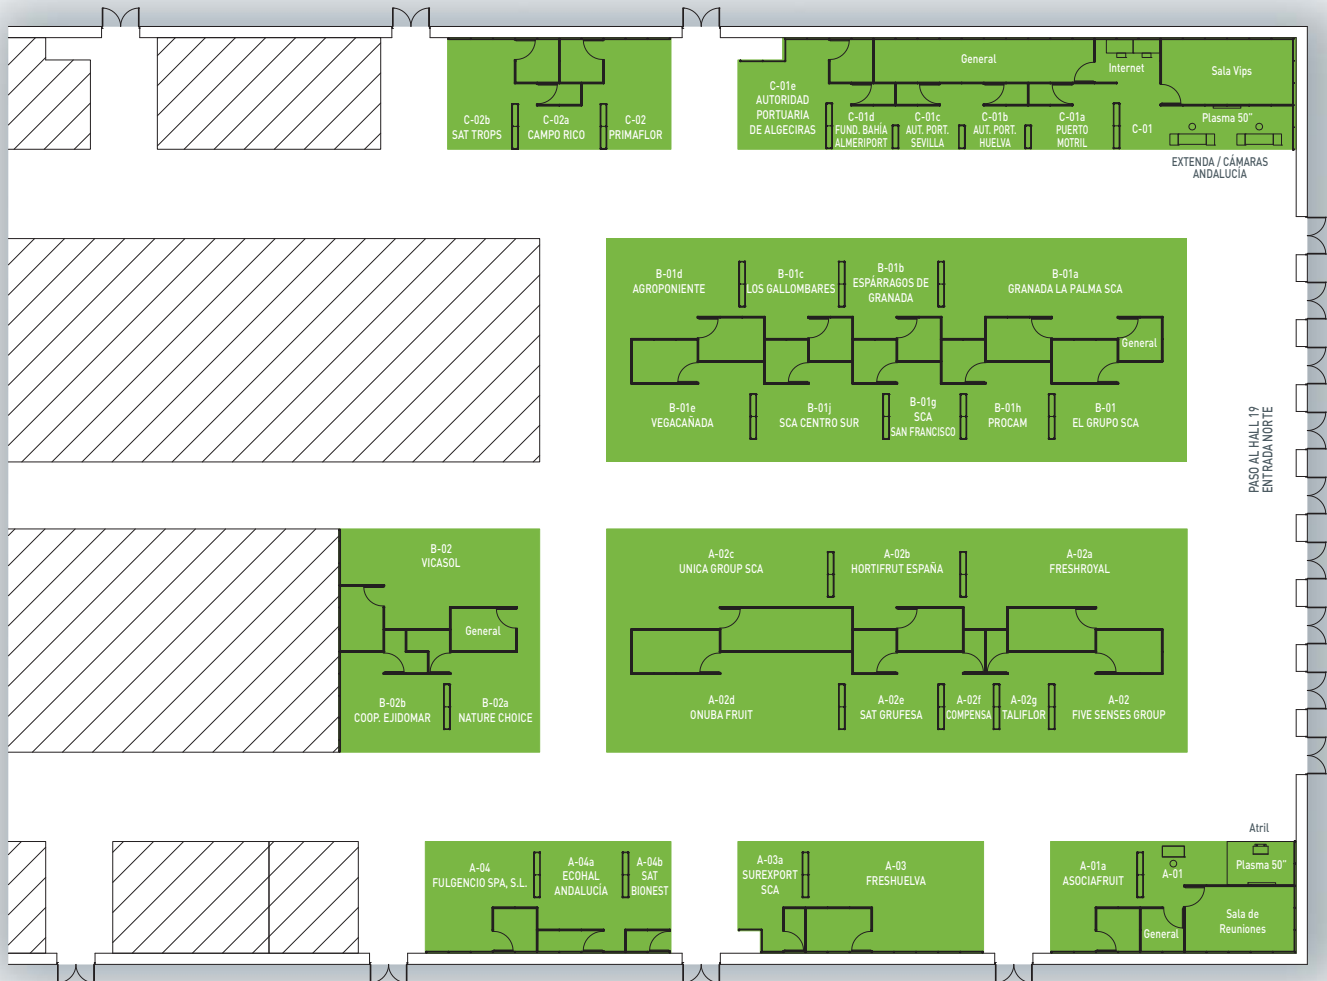 C-02b
SAT TROPS
C-02a
CAMPO RICO
C-02
PRIMAFLOR
C-01e
AUTORIDAD
PORTUARIA
DE ALGECIRAS
General
Internet
Sala Vips
C-01d
FUND. BAHÍA
ALMERIPORT
C-01c
AUT. PORT.
SEVILLA
C-01b
AUT. PORT.
HUELVA
C-01a
PUERTO
MOTRIL
C-01
Plasma 50"
EXTENDA / CÁMARAS
ANDALUCÍA
B-01d
AGROPONIENTE
B-01c
LOS GALLOMBARES
B-01b
ESPÁRRAGOS DE
GRANADA
B-01a
GRANADA LA PALMA SCA
General
B-01e
VEGACAÑADA
B-01j
SCA CENTRO SUR
B-01g
SCA
SAN FRANCISCO
B-01h
PROCAM
B-01
EL GRUPO SCA
PASO AL HALL 19
ENTRADA NORTE
B-02
VICASOL
General
B-02b
COOP. EJIDOMAR
B-02a
NATURE CHOICE
A-02c
UNICA GROUP SCA
A-02b
HORTIFRUT ESPAÑA
A-02a
FRESHROYAL
A-02d
ONUBA FRUIT
A-02e
SAT GRUFESA
A-02f
COMPENSA
A-02g
TALIFLOR
A-02
FIVE SENSES GROUP
A-04
FULGENCIO SPA, S.L.
A-04a
ECOHAL
ANDALUCÍA
A-04b
SAT
BIONEST
A-03a
SUREXPORT
SCA
A-03
FRESHUELVA
A-01a
ASOCIAFRUIT
A-01
Atril
Plasma 50"
General
Sala de
Reuniones